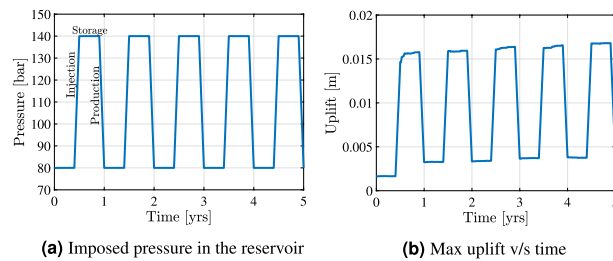 150
140
130
120
110
100
90
80
70
Pressure [bar]
Storage
Injection
Production
0 1 2 3 4 5
Time [yrs]
(a) Imposed pressure in the reservoir
0.02
0.015
0.01
0.005
0
Uplift [m]
0 1 2 3 4
Time [yrs]
(b) Max uplift v/s time